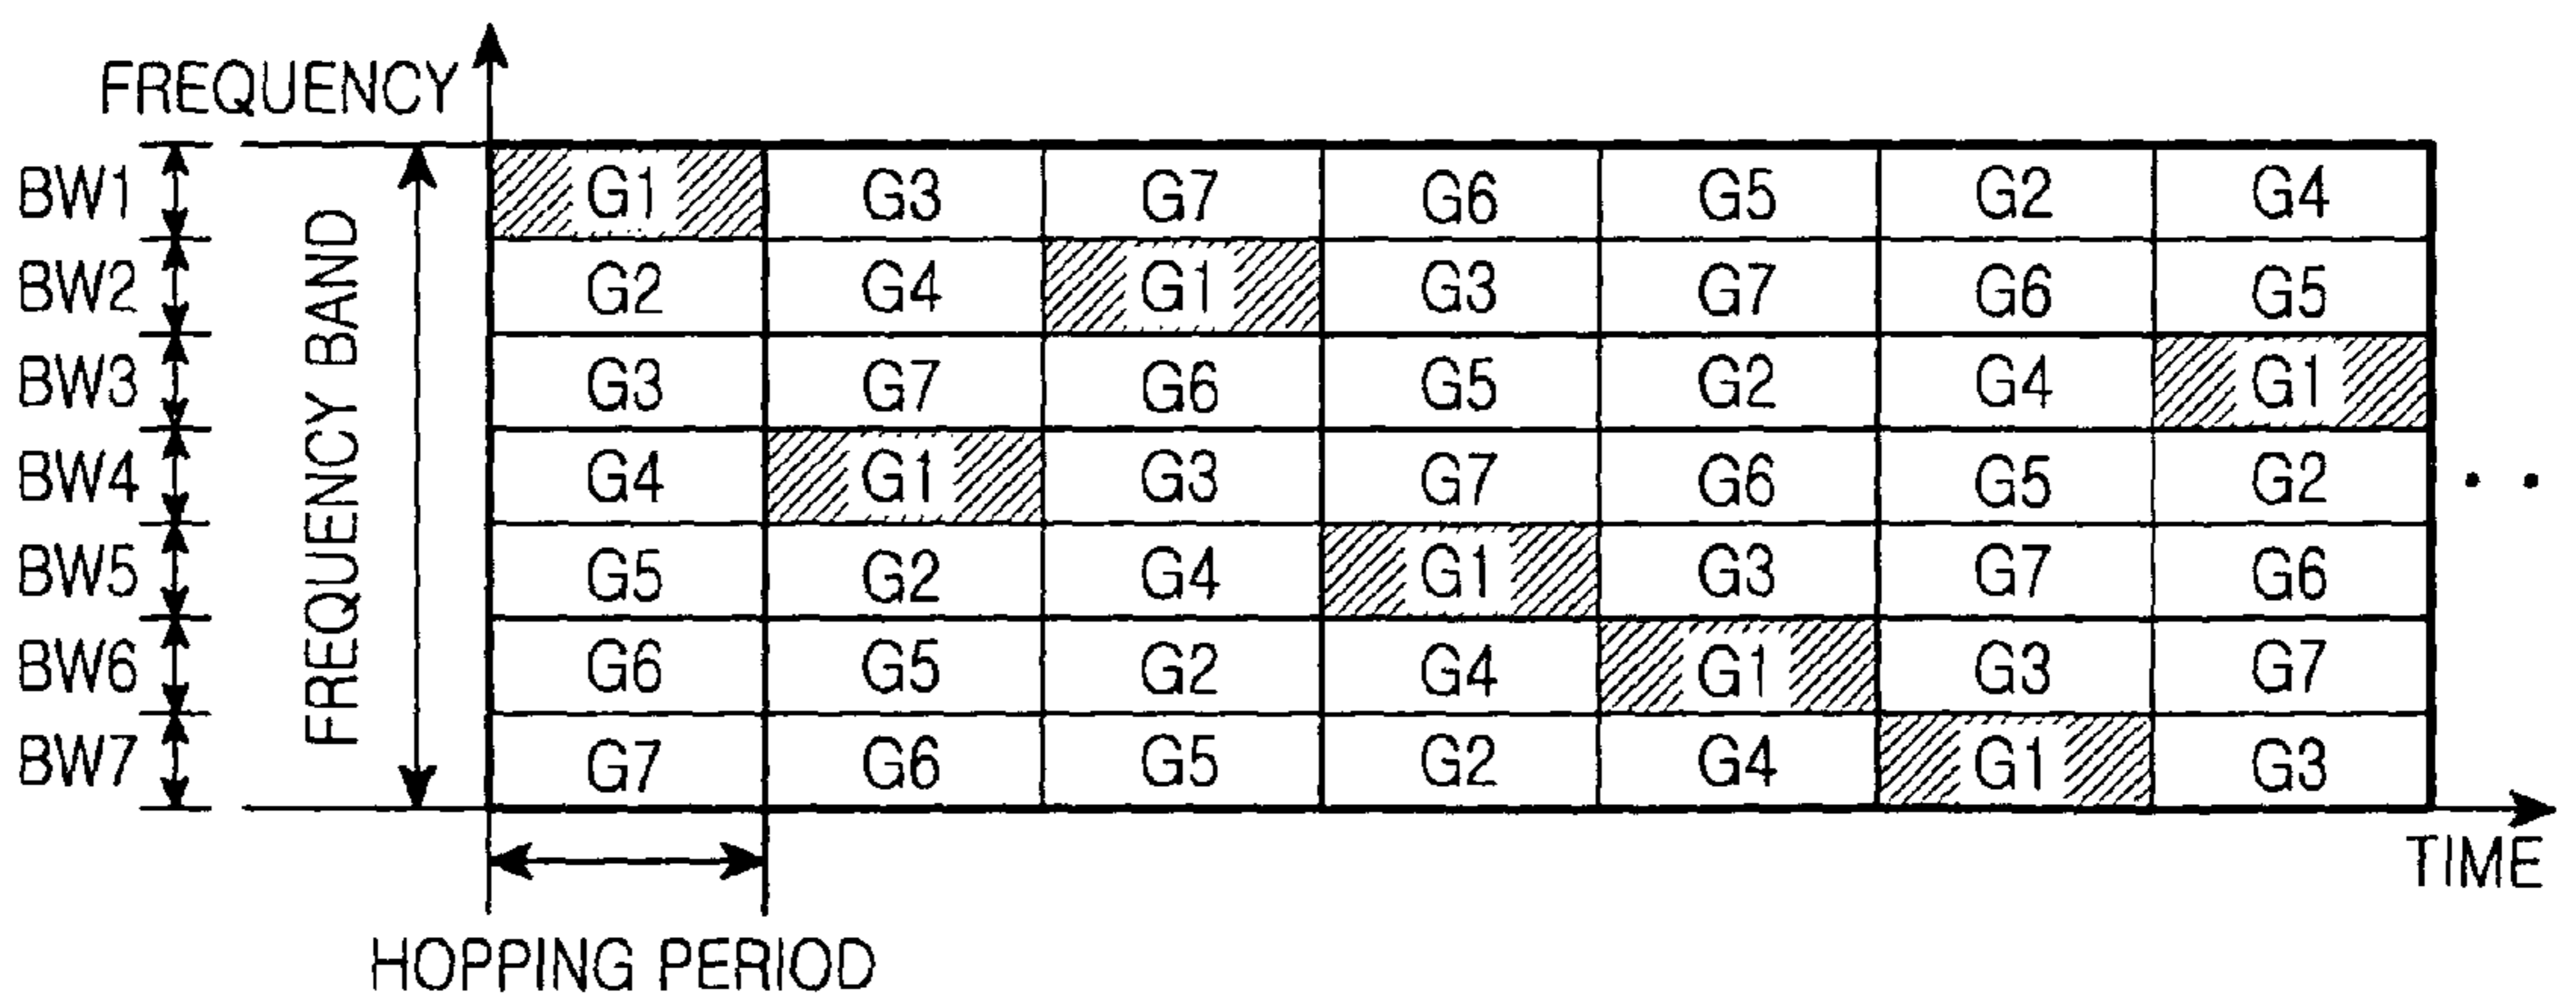 FREQUENCY
BW1 G1 G3 G7 G6 G5 G2 G4
BW2 G2 G4 G1 G3 G7 G6 G5
BW3 G3 G7 G6 G5 G2 G4 G1
BW4 G4 G1 G3 G7 G6 G5 G2
BW5 G5 G2 G4 G1 G3 G7 G6
BW6 G6 G5 G2 G4 G1 G3 G7
BW7 G7 G6 G5 G2 G4 G1 G3
FREQUENCY BAND
TIME
HOPPING PERIOD